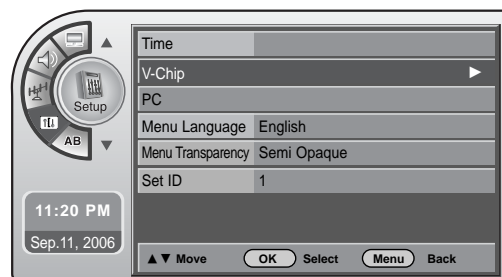 Setup
AB
11:20 PM
Sep.11, 2006
Time
V-Chip ▶
PC
Menu Language English
Menu Transparency Semi Opaque
Set ID 1
▲▼ Move OK Select Menu Back